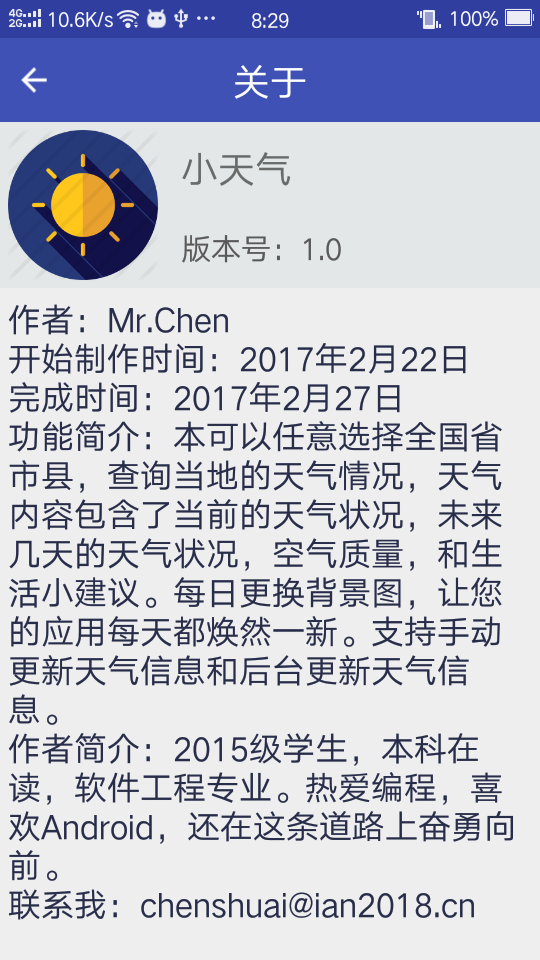 4G 2G 10.6K/s 8:29 100%
关于
小天气
版本号：1.0
作者：Mr.Chen
开始制作时间：2017年2月22日
完成时间：2017年2月27日
功能简介：本可以任意选择全国省
市县，查询当地的天气情况，天气
内容包含了当前的天气状况，未来
几天的天气状况，空气质量，和生
活小建议。每日更换背景图，让您
的应用每天都焕然一新。支持手动
更新天气信息和后台更新天气信
息。
作者简介：2015级学生，本科在
读，软件工程专业。热爱编程，喜
欢Android，还在这条道路上奋勇向
前。
联系我：chenshuai@ian2018.cn